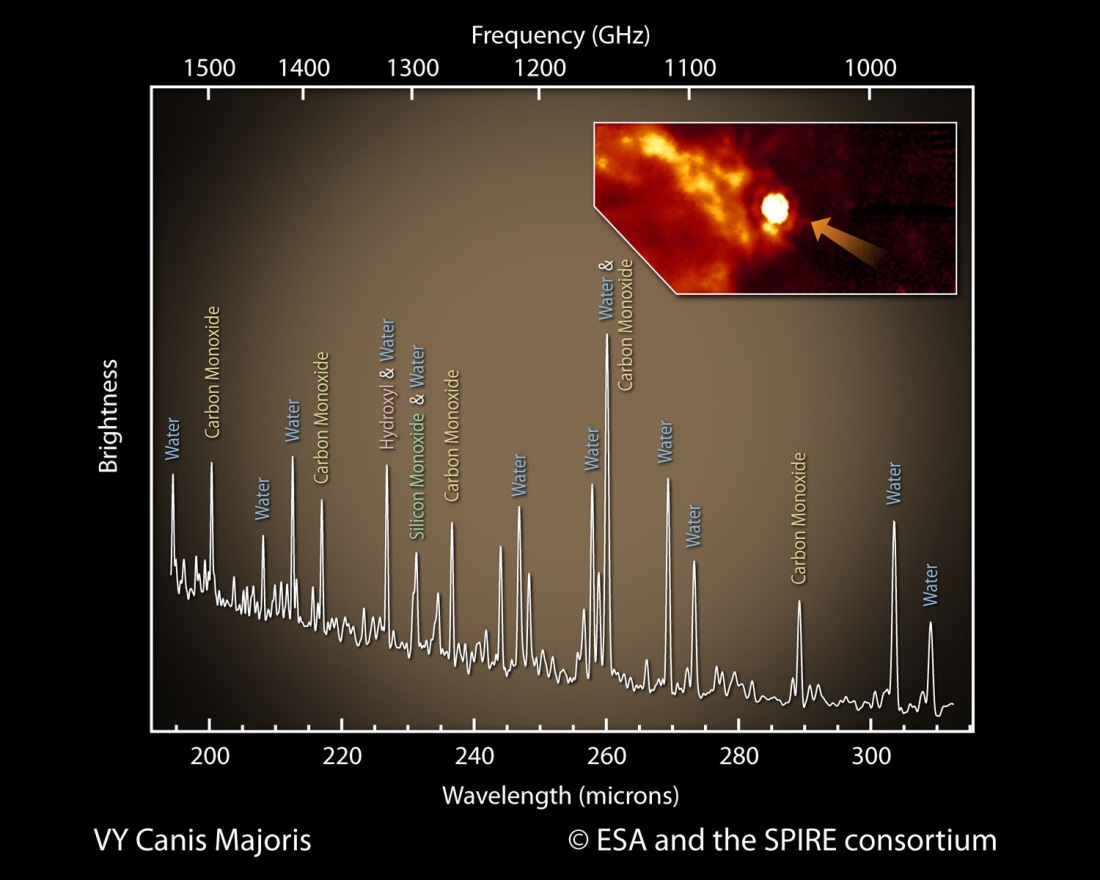 Frequency (GHz)
1500 1400 1300 1200 1100 1000
Brightness
Water
Carbon Monoxide
Water
Water
Carbon Monoxide
Hydroxyl & Water
Silicon Monoxide & Water
Carbon Monoxide
Water
Water
Water &
Carbon Monoxide
Water
Water
Carbon Monoxide
Water
Water
200 220 240 260 280 300
Wavelength (microns)
VY Canis Majoris
© ESA and the SPIRE consortium